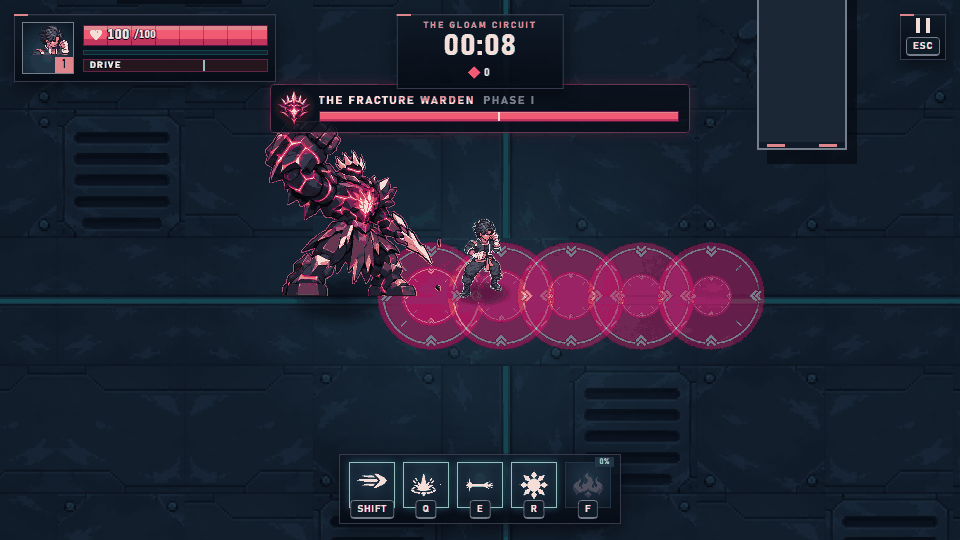 100 /100
1
DRIVE
THE GLOAM CIRCUIT
00:08
0
ESC
THE FRACTURE WARDEN PHASE I
0%
SHIFT
Q
E
R
F